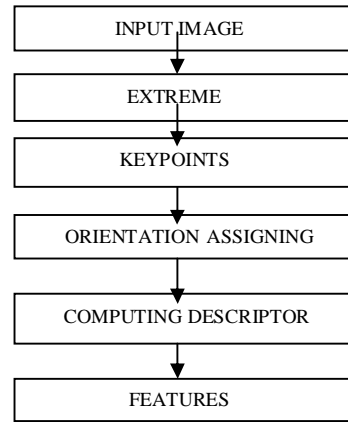 INPUT IMAGE
EXTREME
KEYPOINTS
ORIENTATION ASSIGNING
COMPUTING DESCRIPTOR
FEATURES